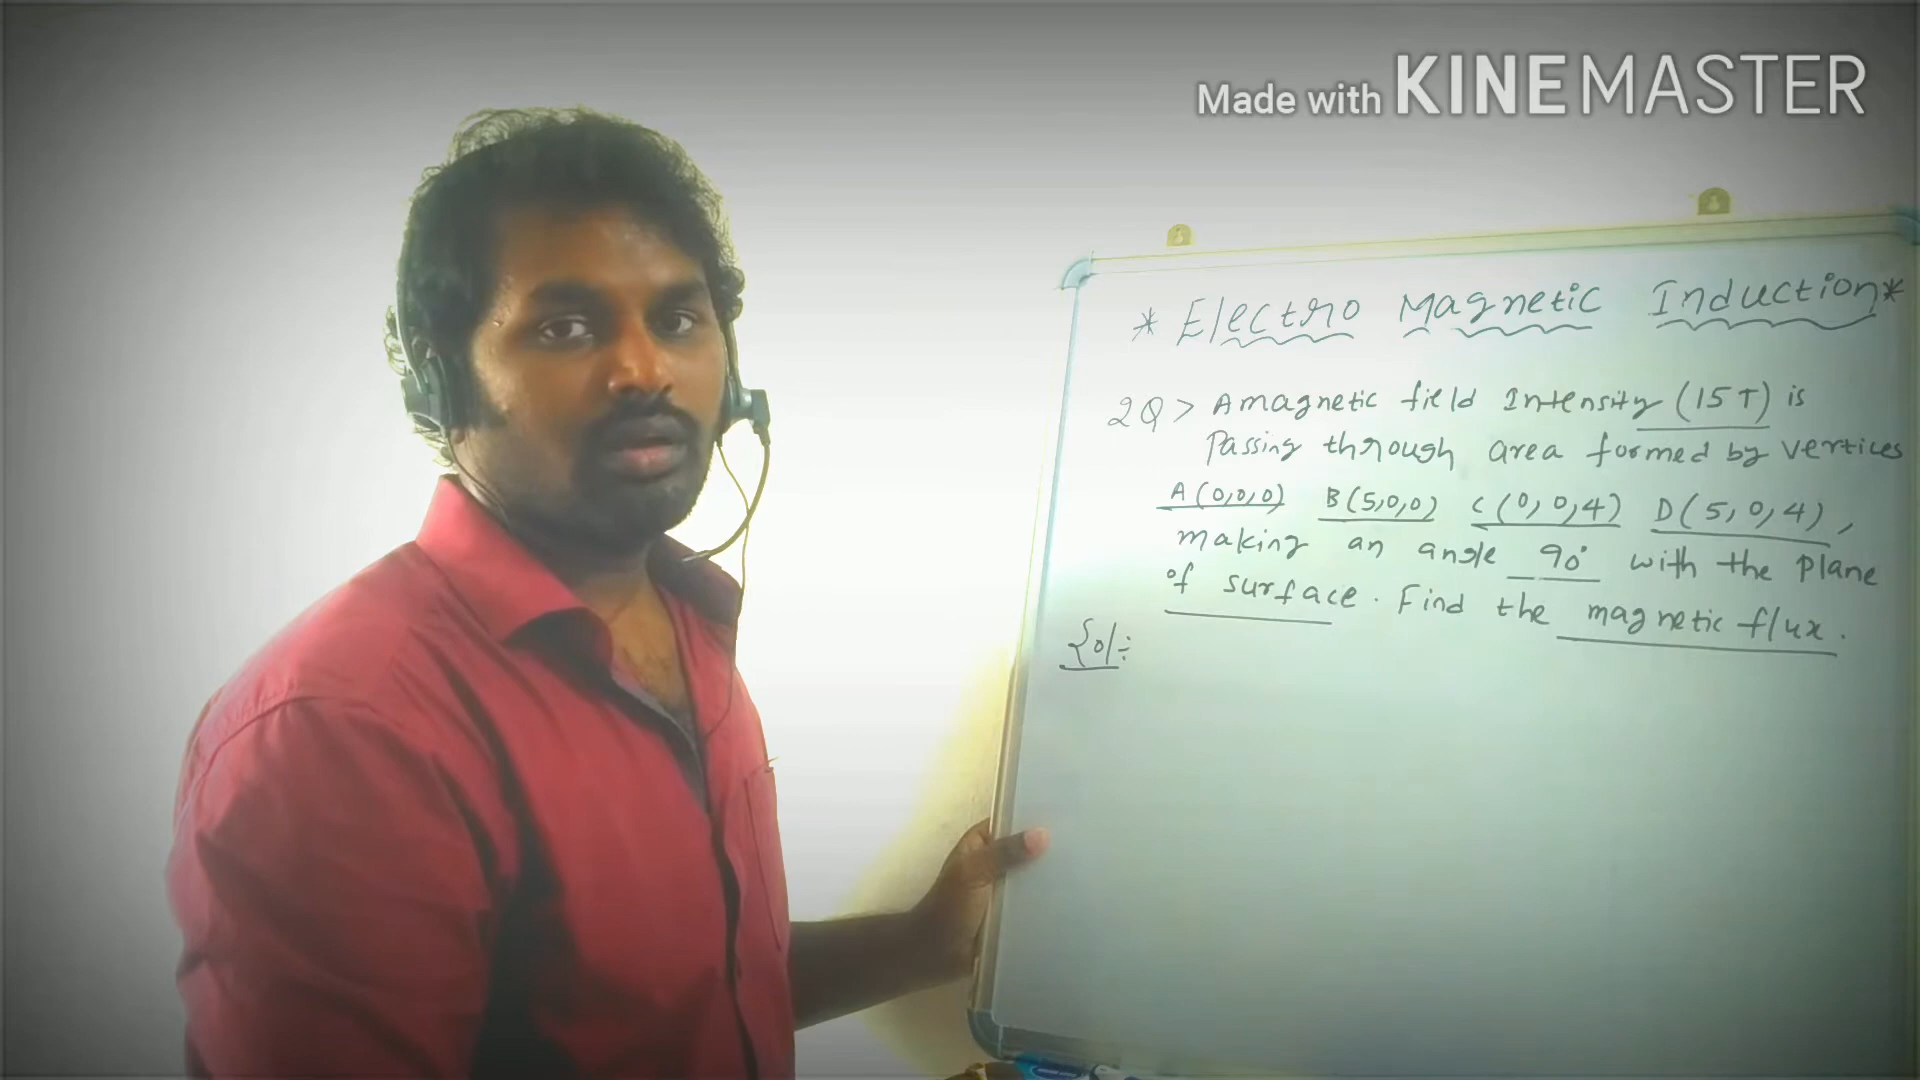 Made with KINEMASTER
* Electro Magnetic Induction *
2Q > A magnetic field Intensity (15T) is
Passing through area formed by vertices
A(0,0,0) B(5,0,0) C(0,0,4) D(5,0,4),
making an angle 90° with the plane
of surface. Find the magnetic flux.
Sol: